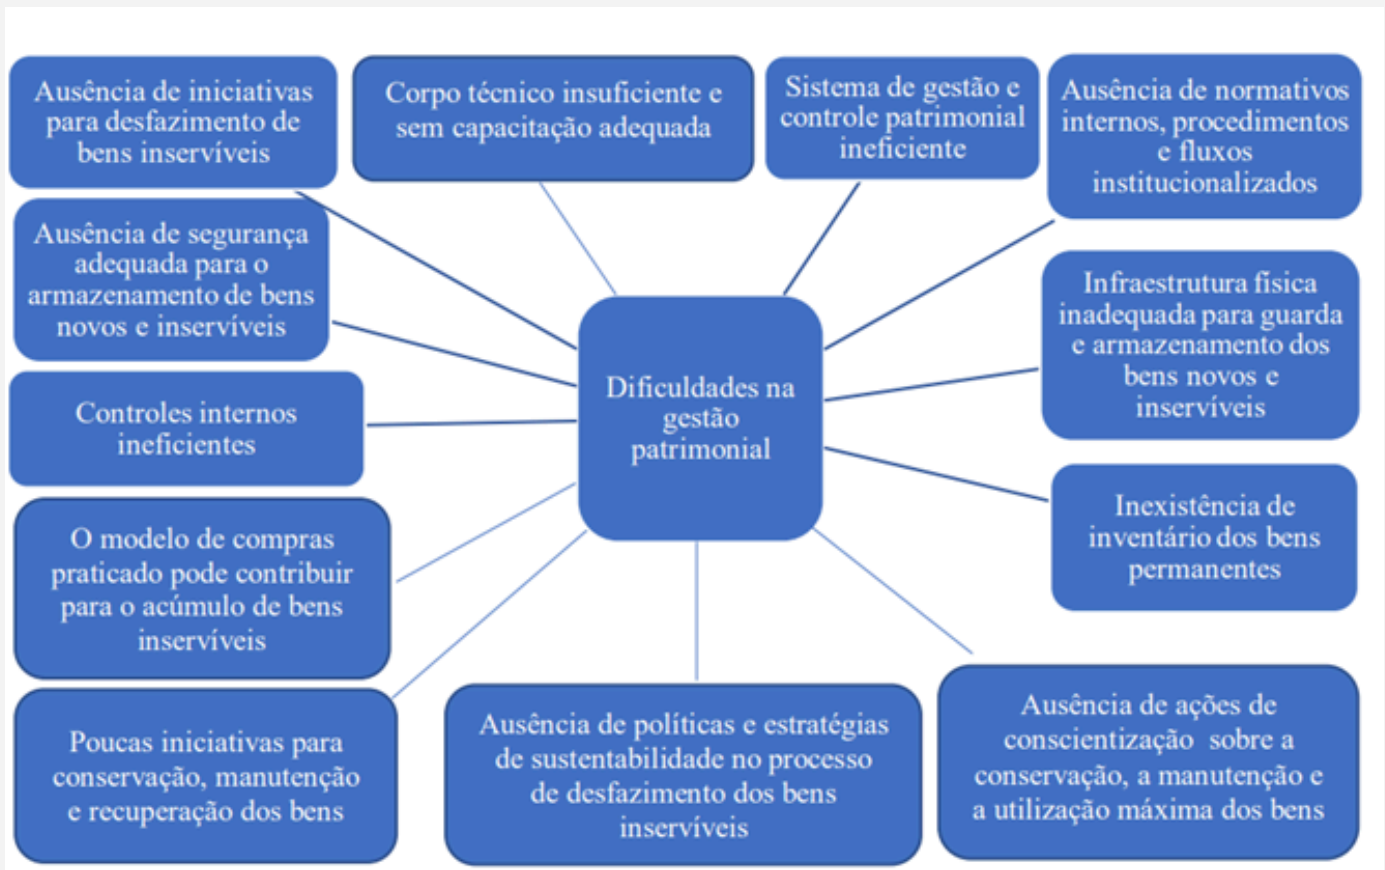 Ausência de iniciativas
para desfazimento de
bens inservíveis
Corpo técnico insuficiente e
sem capacitação adequada
Sistema de gestão e
controle patrimonial
ineficiente
Ausência de normativos
internos, procedimentos
e fluxos
institucionalizados
Ausência de segurança
adequada para o
armazenamento de bens
novos e inservíveis
Infraestrutura física
inadequada para guarda
e armazenamento dos
bens novos e
inservíveis
Dificuldades na
gestão
patrimonial
Controles internos
ineficientes
Inexistência de
inventário dos bens
permanentes
O modelo de compras
praticado pode contribuir
para o acúmulo de bens
inservíveis
Poucas iniciativas para
conservação, manutenção
e recuperação dos bens
Ausência de políticas e estratégias
de sustentabilidade no processo
de desfazimento dos bens
inservíveis
Ausência de ações de
conscientização sobre a
conservação, a manutenção e
a utilização máxima dos bens